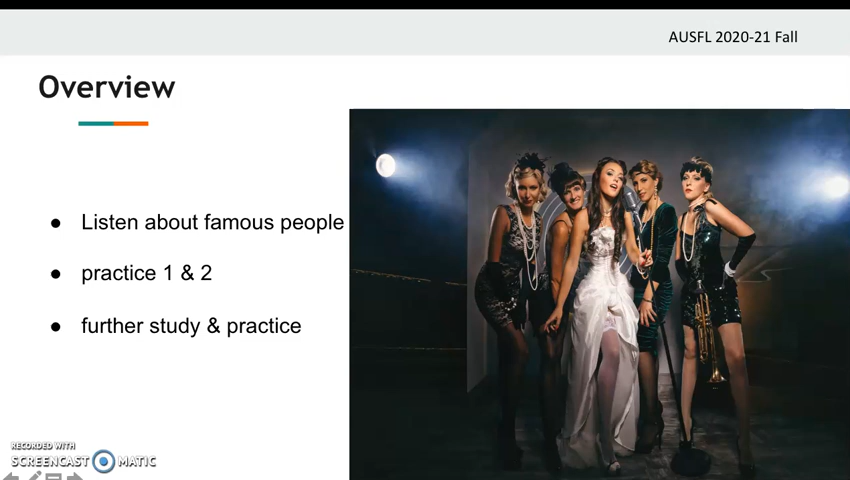 AUSFL 2020-21 Fall
Overview
● Listen about famous people
● practice 1 & 2
● further study & practice
RECORDED WITH
SCREENCAST MATIC